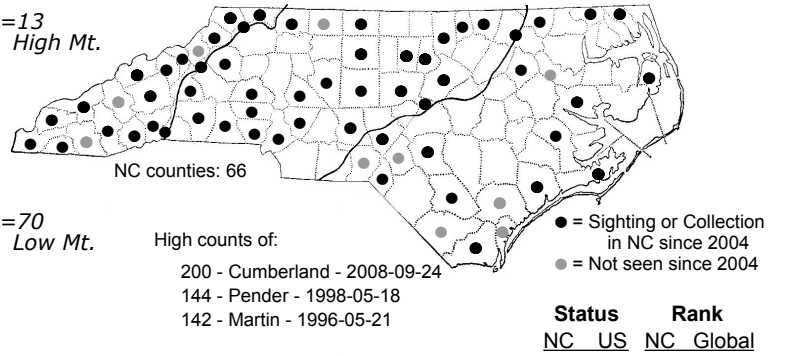 =13
High Mt.
NC counties: 66
=70
Low Mt.
High counts of:
200 - Cumberland - 2008-09-24
144 - Pender - 1998-05-18
142 - Martin - 1996-05-21
= Sighting or Collection
in NC since 2004
= Not seen since 2004
Status Rank
NC US NC Global